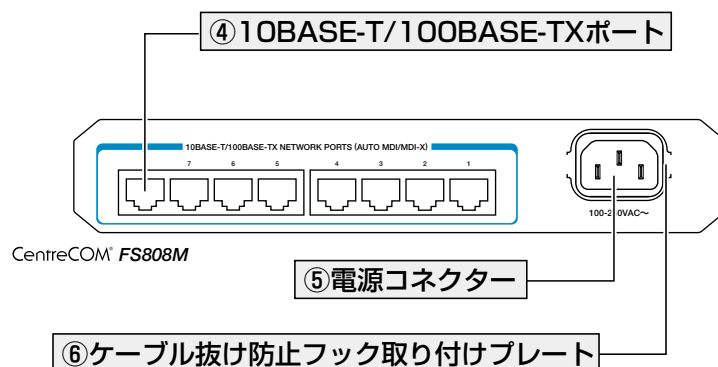 ④10BASE-T/100BASE-TXポート
10BASE-T/100BASE-TX NETWORK PORTS (AUTO MDI/MDI-X)
7 6 5 4 3 2 1
100-240VAC～
CentreCOM® FS808M
⑤電源コネクター
⑥ケーブル抜け防止フック取り付けプレート